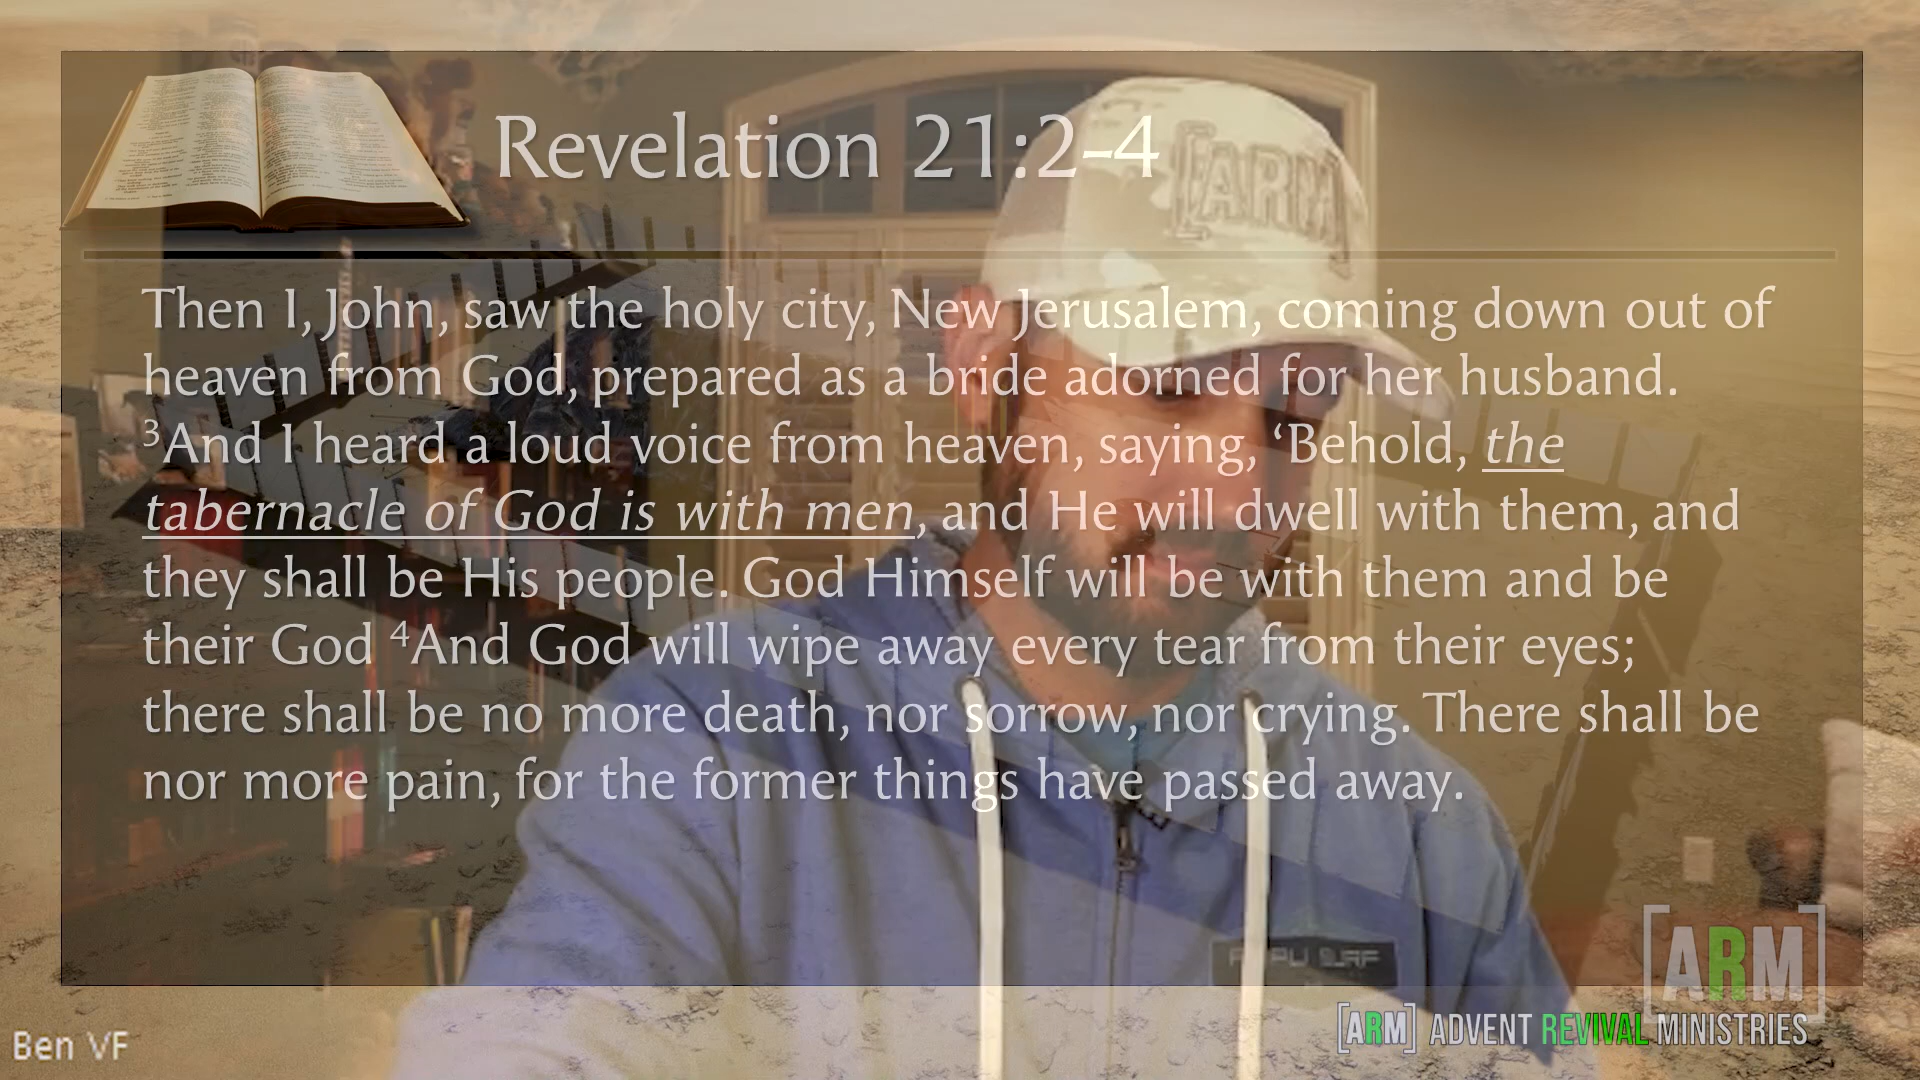 Revelation 21:2-4
[ARM]
Then I, John, saw the holy city, New Jerusalem, coming down out of
heaven from God, prepared as a bride adorned for her husband.
³And I heard a loud voice from heaven, saying, ‘Behold, the
tabernacle of God is with men, and He will dwell with them, and
they shall be His people. God Himself will be with them and be
their God ⁴And God will wipe away every tear from their eyes;
there shall be no more death, nor sorrow, nor crying. There shall be
nor more pain, for the former things have passed away.
[ARM]
[ARM] ADVENT REVIVAL MINISTRIES
Ben VF